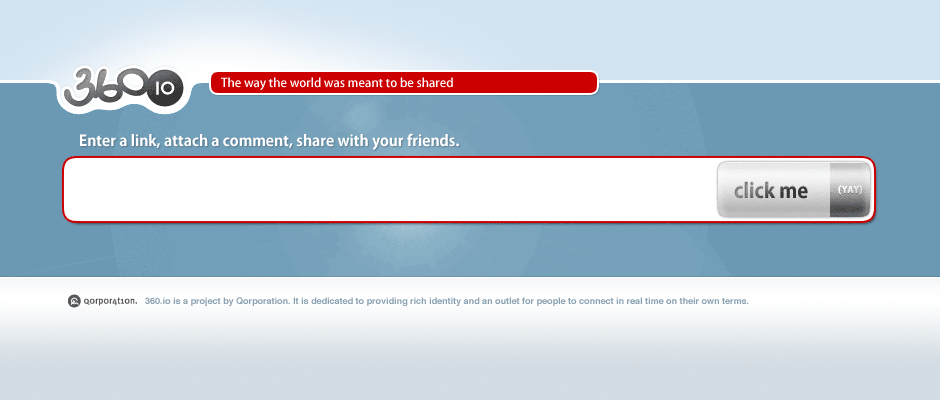 360 IO
The way the world was meant to be shared
Enter a link, attach a comment, share with your friends.
click me (YAY)
qorpor4t1on. 360.io is a project by Qorporation. It is dedicated to providing rich identity and an outlet for people to connect in real time on their own terms.